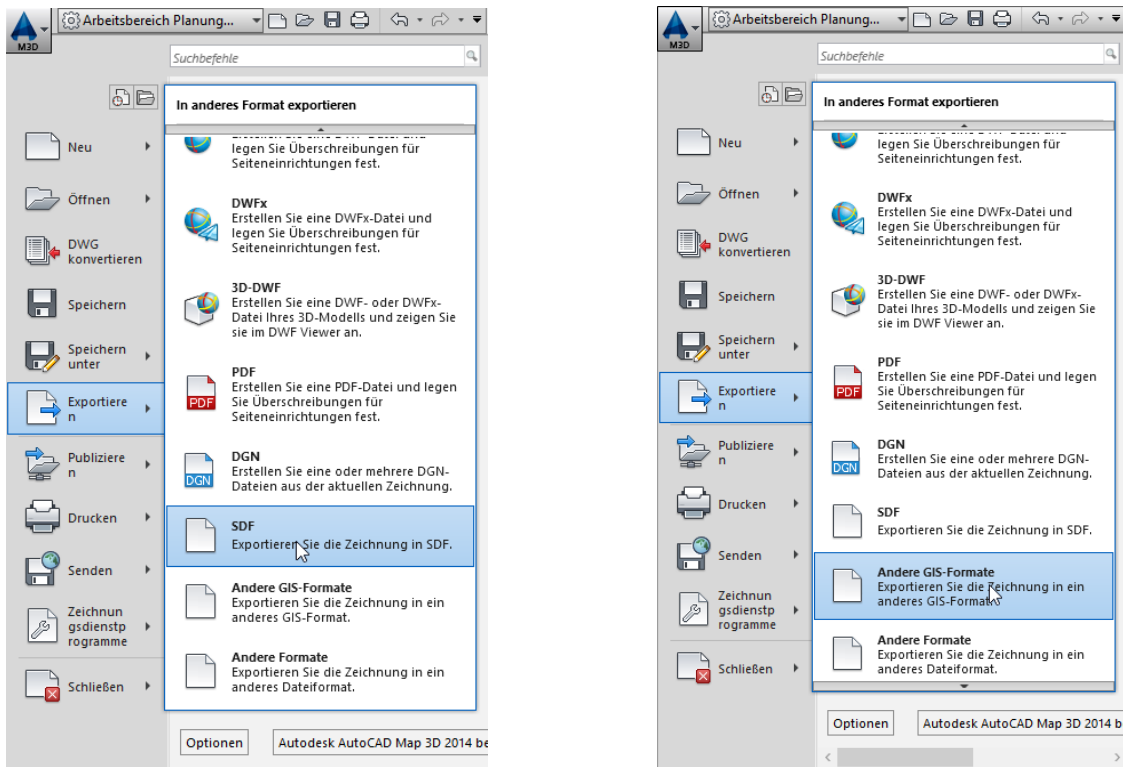 Arbeitsbereich Planung...
M3D
Suchbefehle
In anderes Format exportieren
legen Sie Überschreibungen für
Seiteneinrichtungen fest.
Neu
DWFx
Erstellen Sie eine DWFx-Datei und
legen Sie Überschreibungen für
Seiteneinrichtungen fest.
Öffnen
DWG
konvertieren
3D-DWF
Erstellen Sie eine DWF- oder DWFx-
Datei Ihres 3D-Modells und zeigen Sie
sie im DWF Viewer an.
Speichern
Speichern
unter
PDF
PDF
Erstellen Sie eine PDF-Datei und legen
Sie Überschreibungen für
Seiteneinrichtungen fest.
Exportiere
n
Publiziere
n
DGN
DGN
Erstellen Sie eine oder mehrere DGN-
Dateien aus der aktuellen Zeichnung.
Drucken
SDF
Exportieren Sie die Zeichnung in SDF.
Senden
Andere GIS-Formate
Exportieren Sie die Zeichnung in ein
anderes GIS-Format.
Zeichnun
gsdienstp
rogramme
Andere Formate
Exportieren Sie die Zeichnung in ein
anderes Dateiformat.
Schließen
Optionen
Autodesk AutoCAD Map 3D 2014 be
Arbeitsbereich Planung...
M3D
Suchbefehle
In anderes Format exportieren
legen Sie Überschreibungen für
Seiteneinrichtungen fest.
Neu
DWFx
Erstellen Sie eine DWFx-Datei und
legen Sie Überschreibungen für
Seiteneinrichtungen fest.
Öffnen
DWG
konvertieren
3D-DWF
Erstellen Sie eine DWF- oder DWFx-
Datei Ihres 3D-Modells und zeigen Sie
sie im DWF Viewer an.
Speichern
Speichern
unter
PDF
PDF
Erstellen Sie eine PDF-Datei und legen
Sie Überschreibungen für
Seiteneinrichtungen fest.
Exportiere
n
Publiziere
n
DGN
DGN
Erstellen Sie eine oder mehrere DGN-
Dateien aus der aktuellen Zeichnung.
Drucken
SDF
Exportieren Sie die Zeichnung in SDF.
Senden
Andere GIS-Formate
Exportieren Sie die Zeichnung in ein
anderes GIS-Format.
Zeichnun
gsdienstp
rogramme
Andere Formate
Exportieren Sie die Zeichnung in ein
anderes Dateiformat.
Schließen
Optionen
Autodesk AutoCAD Map 3D 2014 b